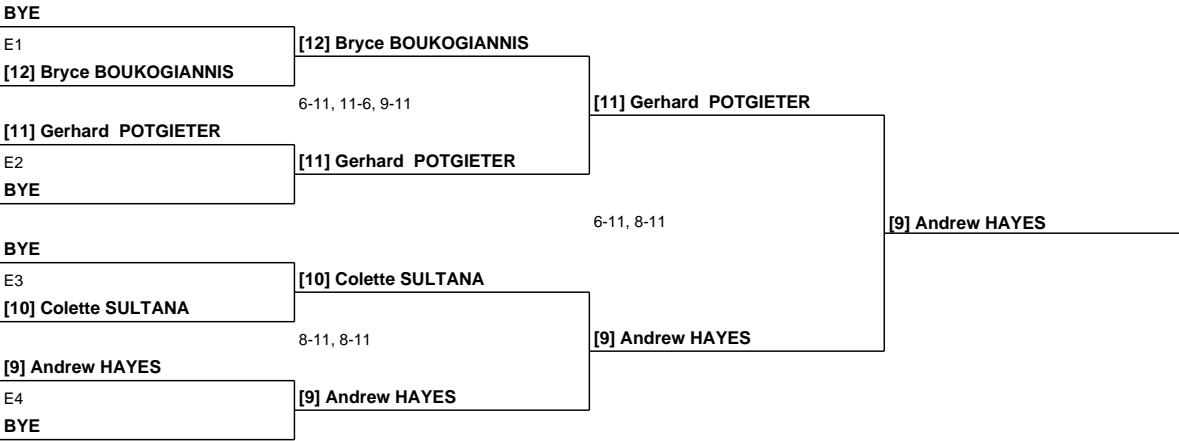 BYE
E1
[12] Bryce BOUKOGIANNIS
[12] Bryce BOUKOGIANNIS
6-11, 11-6, 9-11
[11] Gerhard POTGIETER
[11] Gerhard POTGIETER
E2
[11] Gerhard POTGIETER
BYE
6-11, 8-11
[9] Andrew HAYES
BYE
E3
[10] Colette SULTANA
[10] Colette SULTANA
8-11, 8-11
[9] Andrew HAYES
[9] Andrew HAYES
E4
[9] Andrew HAYES
BYE